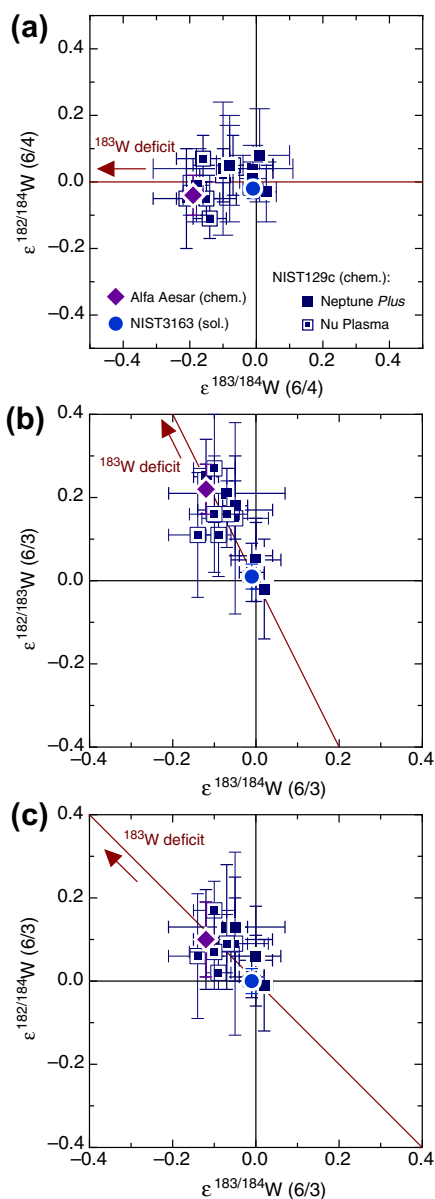 (a)
0.4
0.2
0.0
−0.2
−0.4
ε182/184W (6/4)
183W deficit
Alfa Aesar (chem.)
NIST3163 (sol.)
NIST129c (chem.):
Neptune Plus
Nu Plasma
−0.4 −0.2 0.0 0.2 0.4
ε183/184W (6/4)
(b)
0.4
0.2
0.0
−0.2
−0.4
ε182/183W (6/3)
183W deficit
−0.4 −0.2 0.0 0.2 0.4
ε183/184W (6/3)
(c)
0.4
0.2
0.0
−0.2
−0.4
ε182/184W (6/3)
183W deficit
−0.4 −0.2 0.0 0.2 0.4
ε183/184W (6/3)